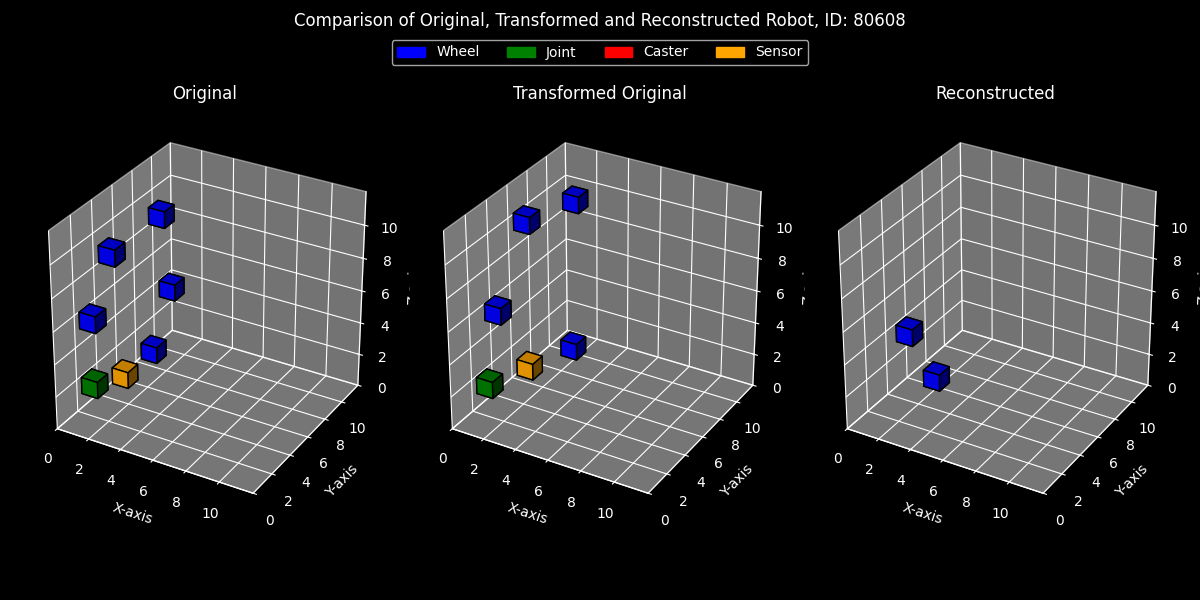 Comparison of Original, Transformed and Reconstructed Robot, ID: 80608
Wheel Joint Caster Sensor
Original
0 2 4 6 8 10
X-axis
0 2 4 6 8 10
Y-axis
0 2 4 6 8 10
Transformed Original
0 2 4 6 8 10
X-axis
0 2 4 6 8 10
Y-axis
0 2 4 6 8 10
Reconstructed
0 2 4 6 8 10
X-axis
0 2 4 6 8 10
Y-axis
0 2 4 6 8 10